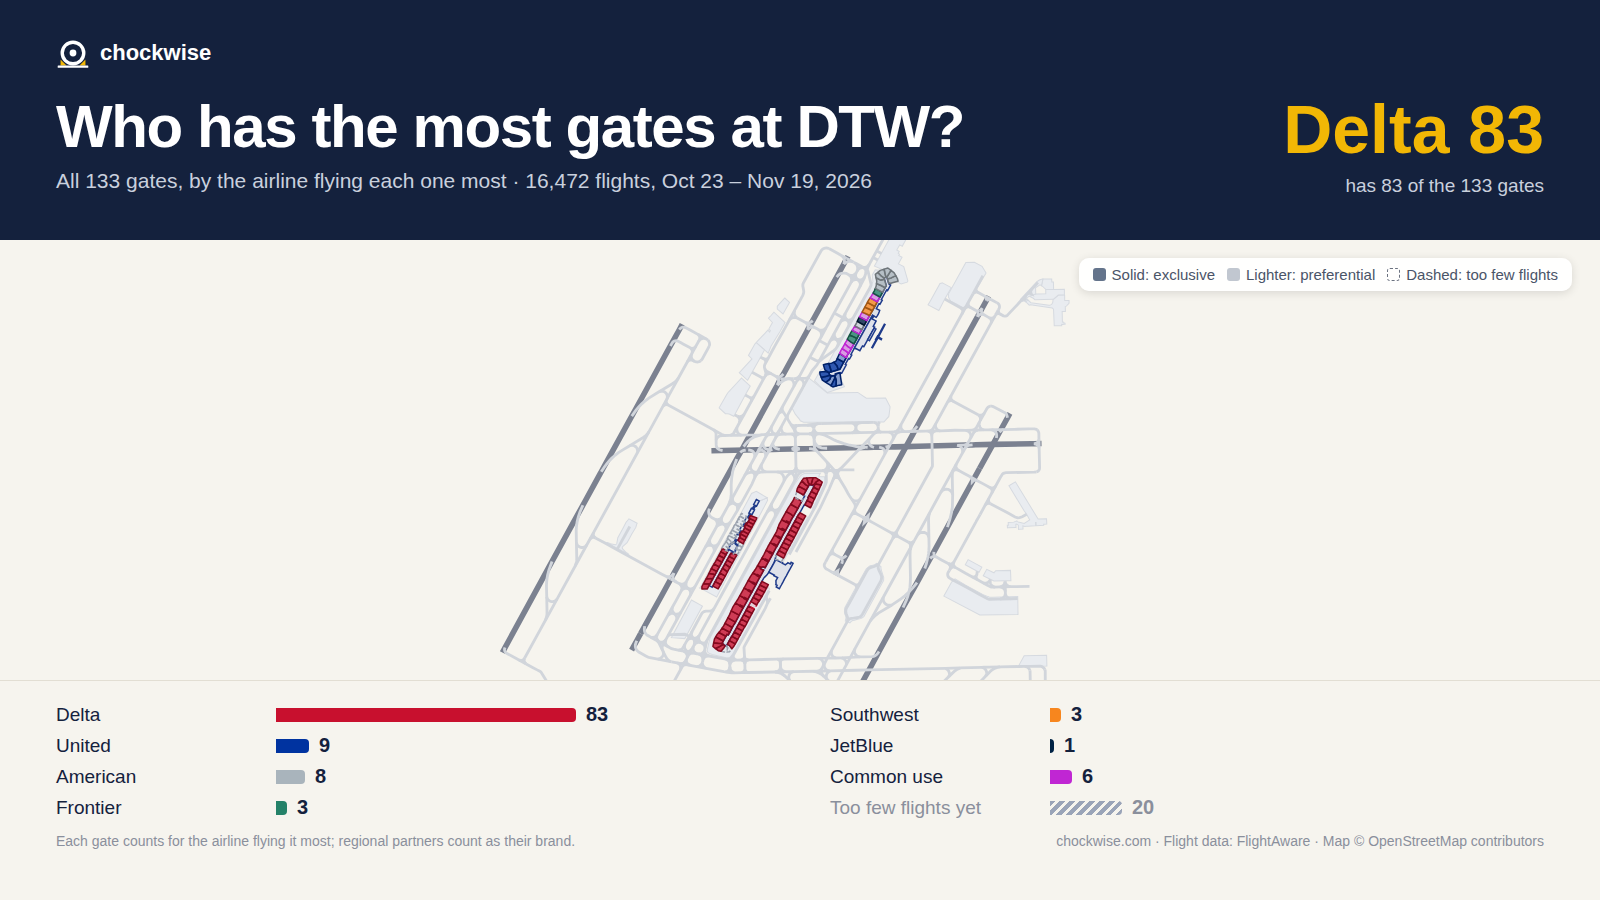 chockwise
Who has the most gates at DTW?
All 133 gates, by the airline flying each one most · 16,472 flights, Oct 23 – Nov 19, 2026
Delta 83
has 83 of the 133 gates
Solid: exclusive
Lighter: preferential
Dashed: too few flights
Delta 83
United 9
American 8
Frontier 3
Southwest 3
JetBlue 1
Common use 6
Too few flights yet 20
Each gate counts for the airline flying it most; regional partners count as their brand.
chockwise.com · Flight data: FlightAware · Map © OpenStreetMap contributors